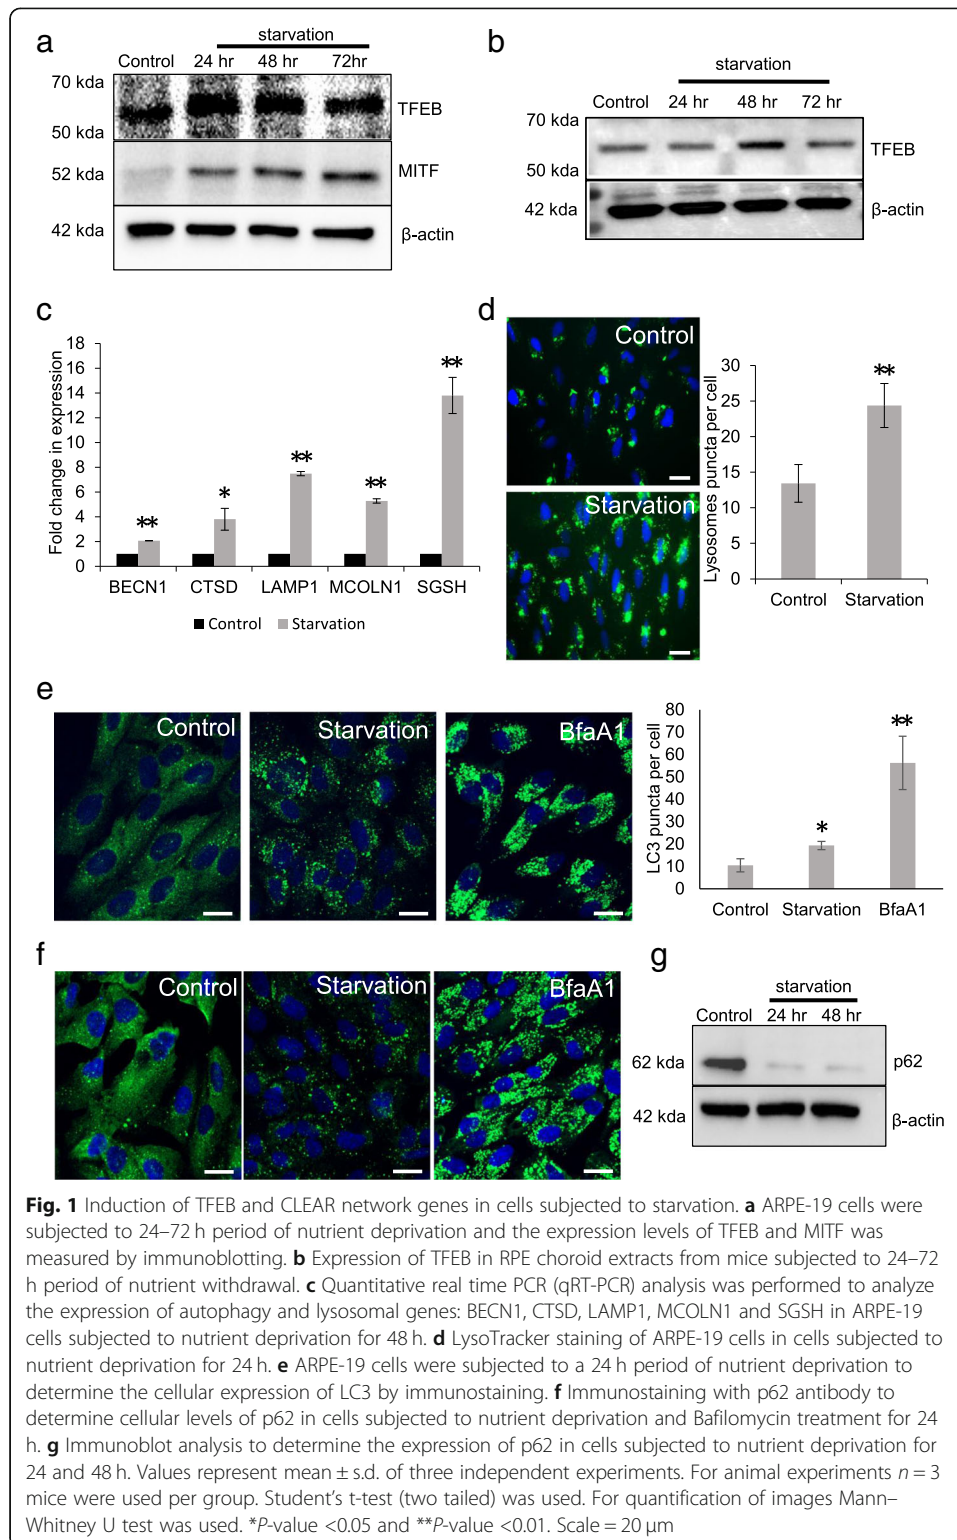 a
starvation
Control 24 hr 48 hr 72hr
70 kda
TFEB
50 kda
52 kda
MITF
42 kda
β-actin
b
starvation
Control 24 hr 48 hr 72 hr
70 kda
TFEB
50 kda
42 kda
β-actin
c
Fold change in expression
18
16
14
12
10
8
6
4
2
0
**
*
**
**
**
BECN1 CTSD LAMP1 MCOLN1 SGSH
Control Starvation
d
Control
Starvation
Lysosomes puncta per cell
30
25
20
15
10
5
0
**
Control Starvation
e
Control
Starvation
BfaA1
LC3 puncta per cell
80
70
60
50
40
30
20
10
0
*
**
Control Starvation BfaA1
f
Control
Starvation
BfaA1
g
starvation
Control 24 hr 48 hr
62 kda
p62
42 kda
β-actin
Fig. 1 Induction of TFEB and CLEAR network genes in cells subjected to starvation. a ARPE-19 cells were
subjected to 24–72 h period of nutrient deprivation and the expression levels of TFEB and MITF was
measured by immunoblotting. b Expression of TFEB in RPE choroid extracts from mice subjected to 24–72
h period of nutrient withdrawal. c Quantitative real time PCR (qRT-PCR) analysis was performed to analyze
the expression of autophagy and lysosomal genes: BECN1, CTSD, LAMP1, MCOLN1 and SGSH in ARPE-19
cells subjected to nutrient deprivation for 48 h. d LysoTracker staining of ARPE-19 cells in cells subjected to
nutrient deprivation for 24 h. e ARPE-19 cells were subjected to a 24 h period of nutrient deprivation to
determine the cellular expression of LC3 by immunostaining. f Immunostaining with p62 antibody to
determine cellular levels of p62 in cells subjected to nutrient deprivation and Bafilomycin treatment for 24
h. g Immunoblot analysis to determine the expression of p62 in cells subjected to nutrient deprivation for
24 and 48 h. Values represent mean ± s.d. of three independent experiments. For animal experiments n = 3
mice were used per group. Student's t-test (two tailed) was used. For quantification of images Mann–
Whitney U test was used. *P-value <0.05 and **P-value <0.01. Scale = 20 μm